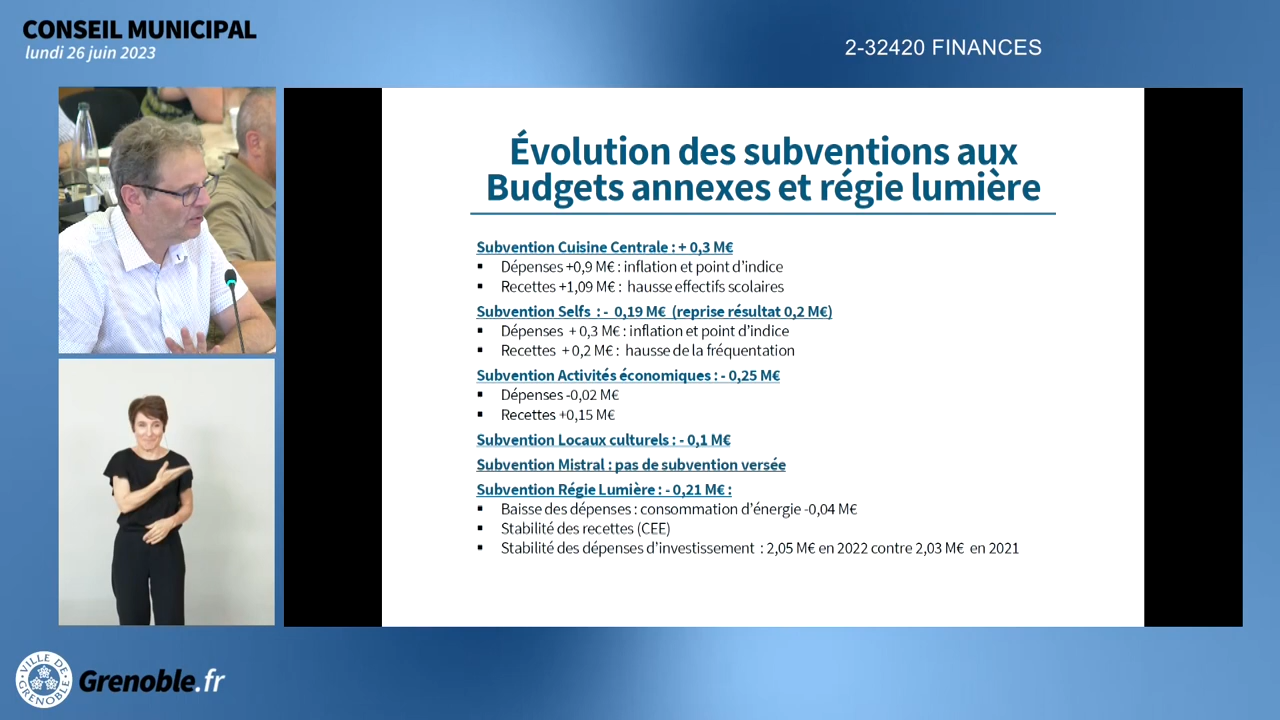 CONSEIL MUNICIPAL
lundi 26 juin 2023
2-32420 FINANCES
Évolution des subventions aux
Budgets annexes et régie lumière
Subvention Cuisine Centrale : + 0,3 M€
▪ Dépenses +0,9 M€ : inflation et point d'indice
▪ Recettes +1,09 M€ : hausse effectifs scolaires
Subvention Selfs : - 0,19 M€ (reprise résultat 0,2 M€)
▪ Dépenses + 0,3 M€ : inflation et point d'indice
▪ Recettes + 0,2 M€ : hausse de la fréquentation
Subvention Activités économiques : - 0,25 M€
▪ Dépenses -0,02 M€
▪ Recettes +0,15 M€
Subvention Locaux culturels : - 0,1 M€
Subvention Mistral : pas de subvention versée
Subvention Régie Lumière : - 0,21 M€ :
▪ Baisse des dépenses : consommation d'énergie -0,04 M€
▪ Stabilité des recettes (CEE)
▪ Stabilité des dépenses d'investissement : 2,05 M€ en 2022 contre 2,03 M€ en 2021
VILLE DE GRENOBLE
Grenoble.fr